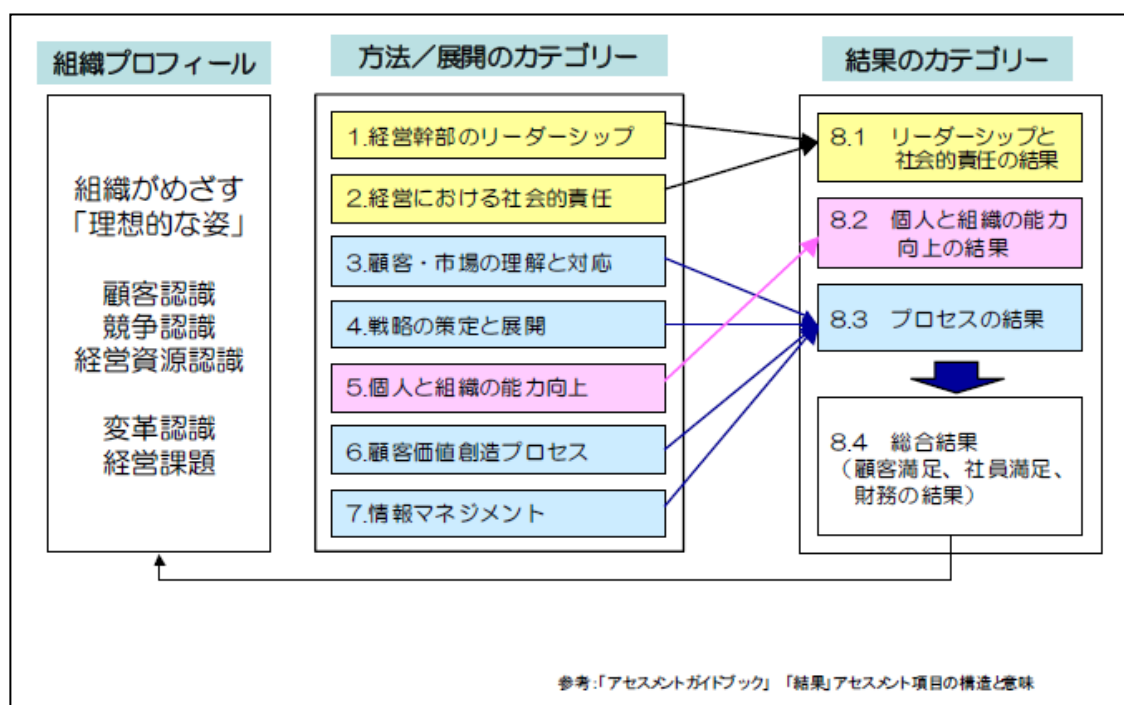 組織プロフィール
組織がめざす
「理想的な姿」
顧客認識
競争認識
経営資源認識
変革認識
経営課題
方法／展開のカテゴリー
1.経営幹部のリーダーシップ
2.経営における社会的責任
3.顧客・市場の理解と対応
4.戦略の策定と展開
5.個人と組織の能力向上
6.顧客価値創造プロセス
7.情報マネジメント
結果のカテゴリー
8.1 リーダーシップと
社会的責任の結果
8.2 個人と組織の能力
向上の結果
8.3 プロセスの結果
8.4 総合結果
（顧客満足、社員満足、
財務の結果）
参考:「アセスメントガイドブック」 「結果」アセスメント項目の構造と意味